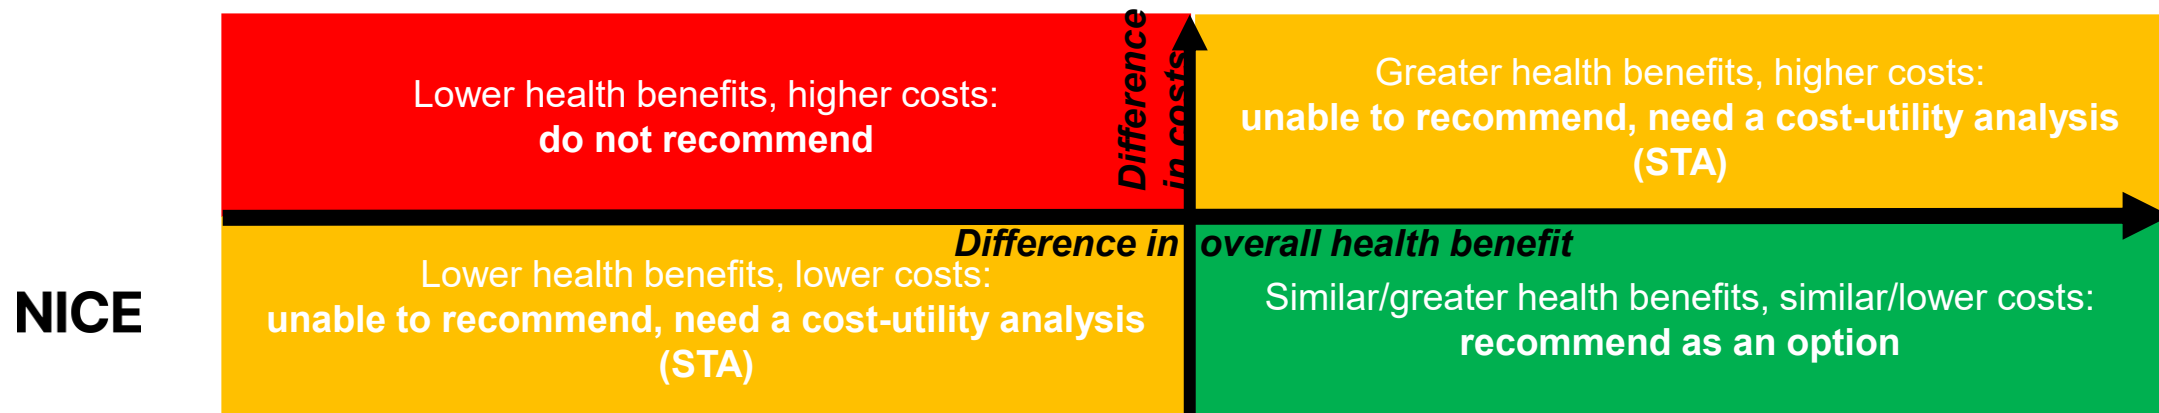 Lower health benefits, higher costs:
do not recommend
Difference
in costs
Greater health benefits, higher costs:
unable to recommend, need a cost-utility analysis
(STA)
Difference in overall health benefit
Lower health benefits, lower costs:
unable to recommend, need a cost-utility analysis
(STA)
Similar/greater health benefits, similar/lower costs:
recommend as an option
NICE